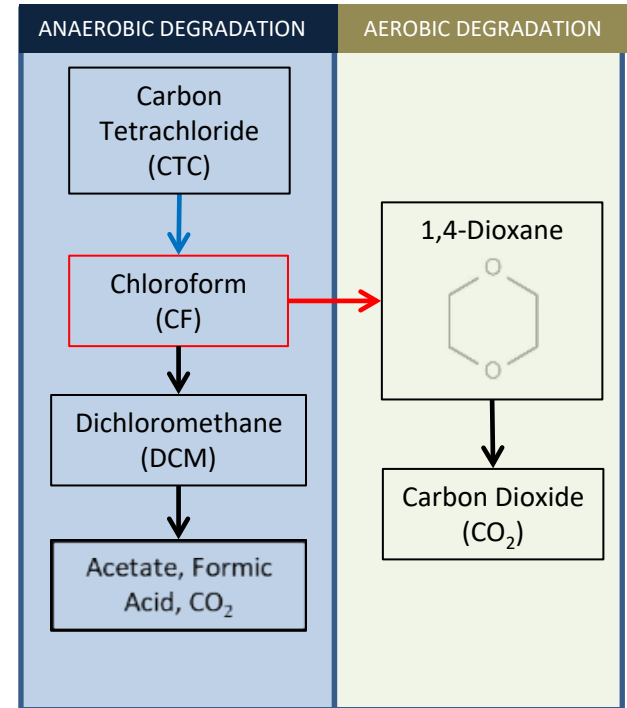 ANAEROBIC DEGRADATION
AEROBIC DEGRADATION
Carbon
Tetrachloride
(CTC)
Chloroform
(CF)
Dichloromethane
(DCM)
Acetate, Formic
Acid, CO₂
1,4-Dioxane
O
O
Carbon Dioxide
(CO₂)